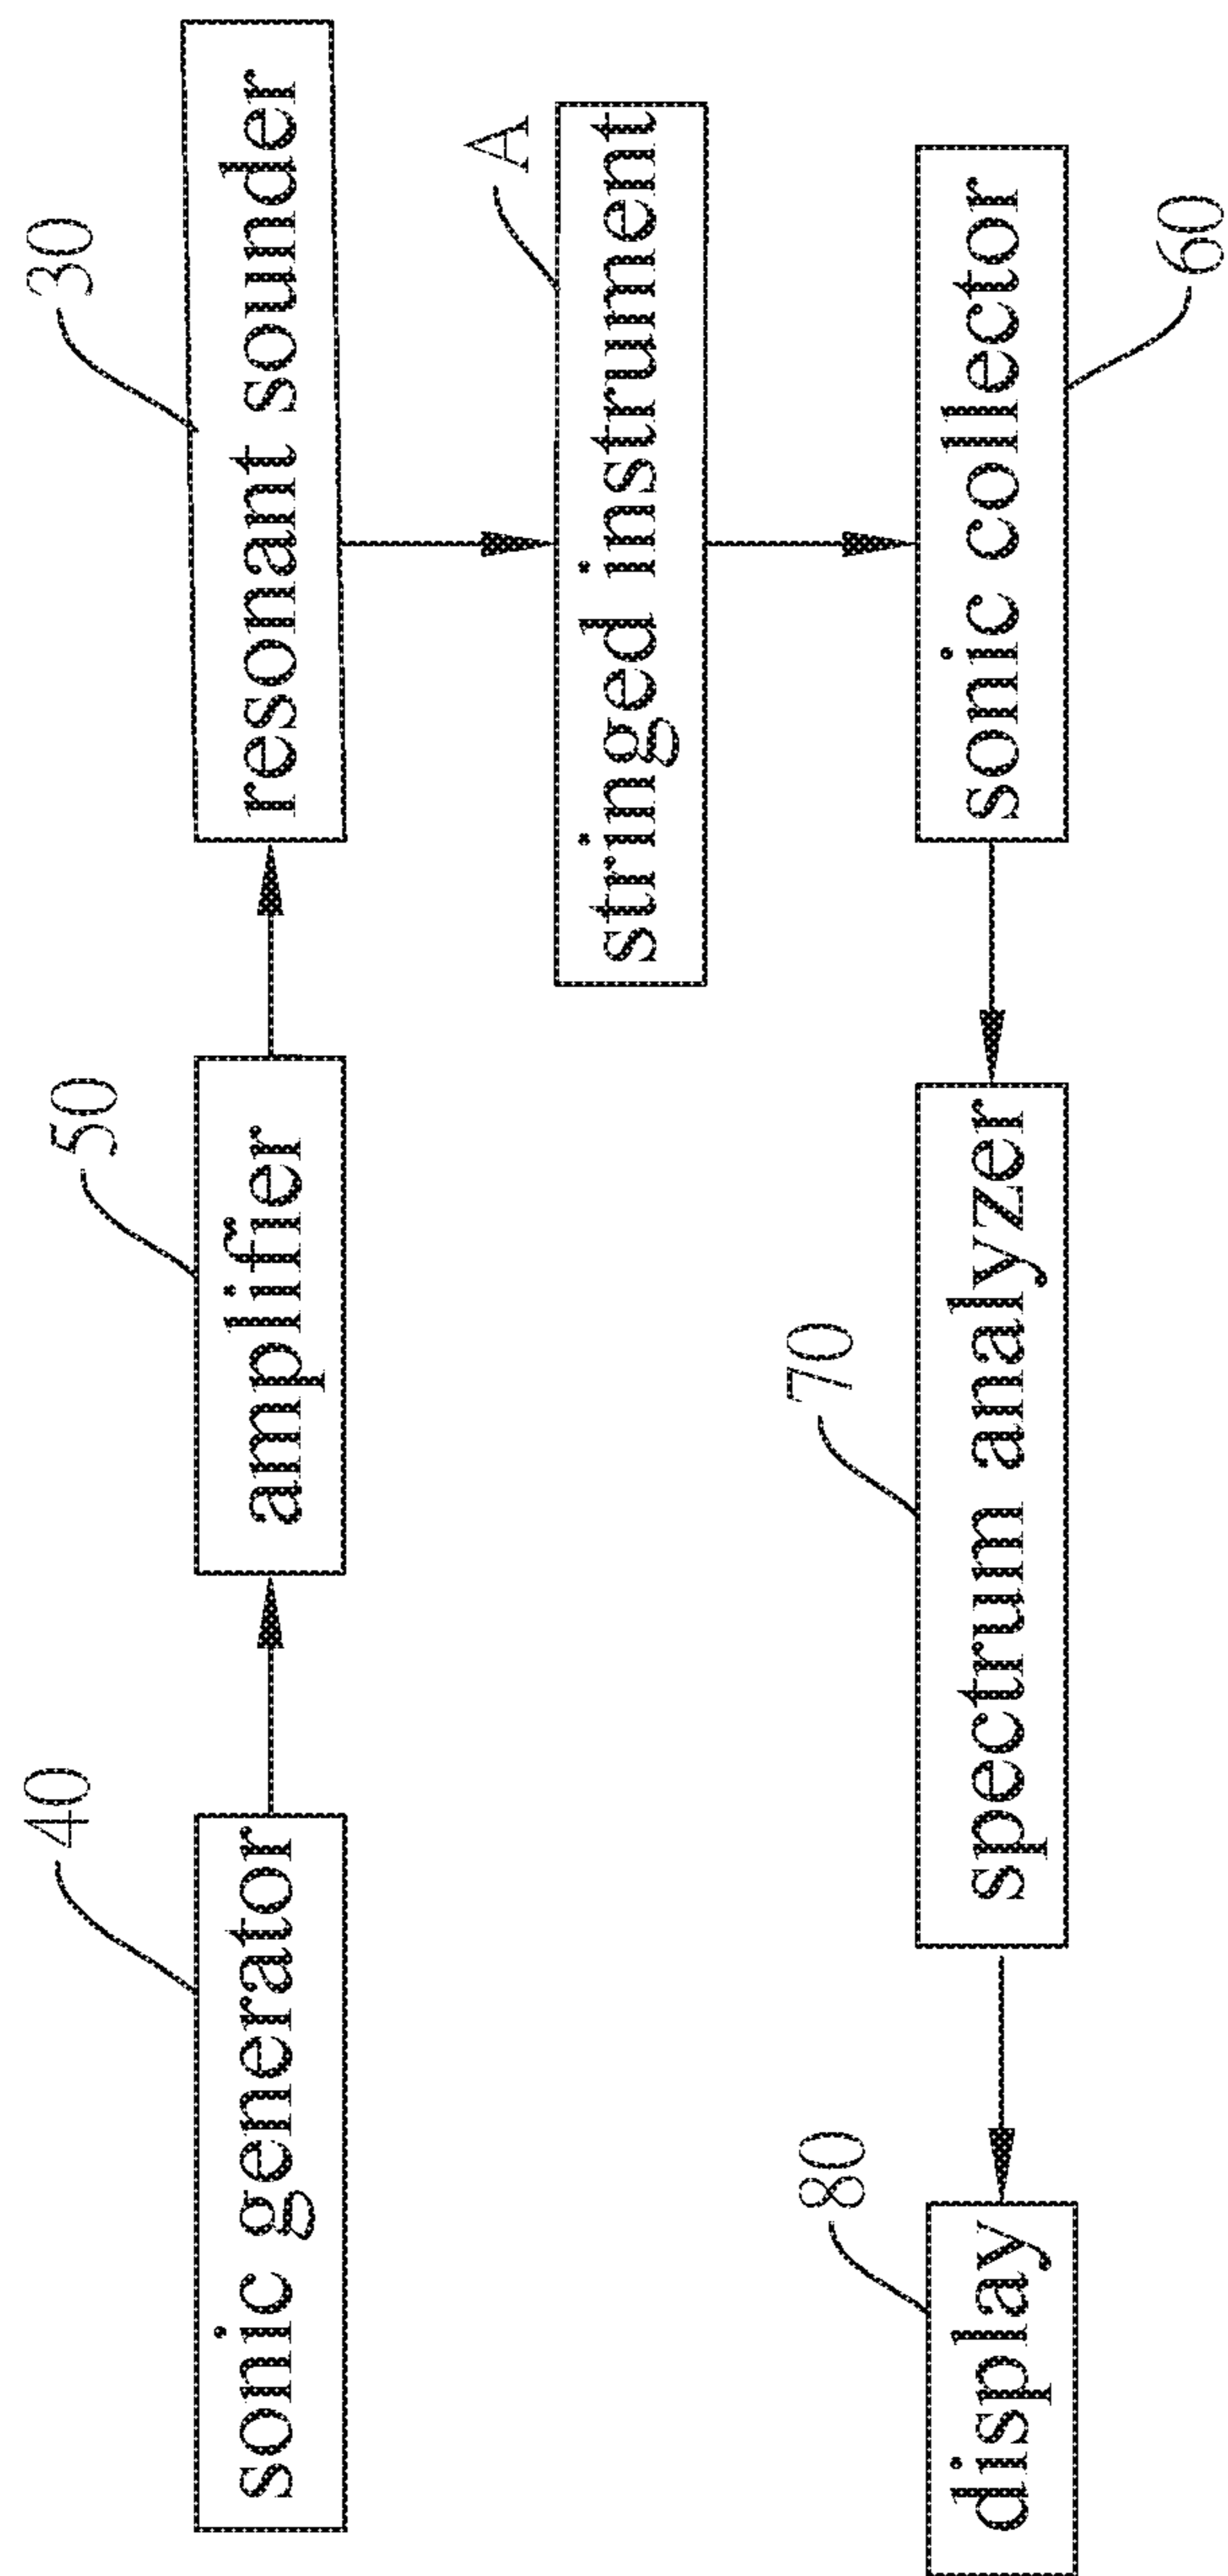 40
sonic generator
50
amplifier
30
resonant sounder
A
stringed instrument
80
display
70
spectrum analyzer
sonic collector
60